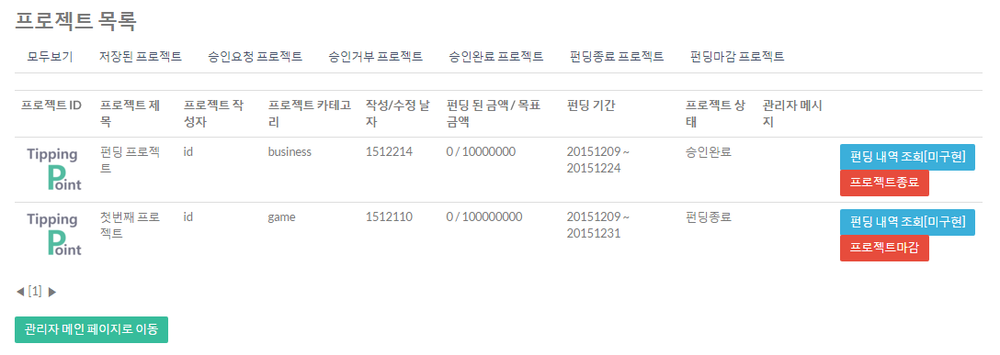 프로젝트 목록
모두보기 저장된 프로젝트 승인요청 프로젝트 승인거부 프로젝트 승인완료 프로젝트 펀딩종료 프로젝트 펀딩마감 프로젝트
프로젝트 ID 프로젝트 제목 프로젝트 작성자 프로젝트 카테고리 작성/수정 날자 펀딩 된 금액 / 목표 금액 펀딩 기간 프로젝트 상태 관리자 메시지
Tipping Point 펀딩 프로젝트 id business 1512214 0 / 10000000 20151209 ~ 20151224 승인완료 펀딩 내역 조회[미구현]
프로젝트종료
Tipping Point 첫번째 프로젝트 id game 1512110 0 / 100000000 20151209 ~ 20151231 펀딩종료 펀딩 내역 조회[미구현]
프로젝트마감
◀ [1] ▶
관리자 메인 페이지로 이동